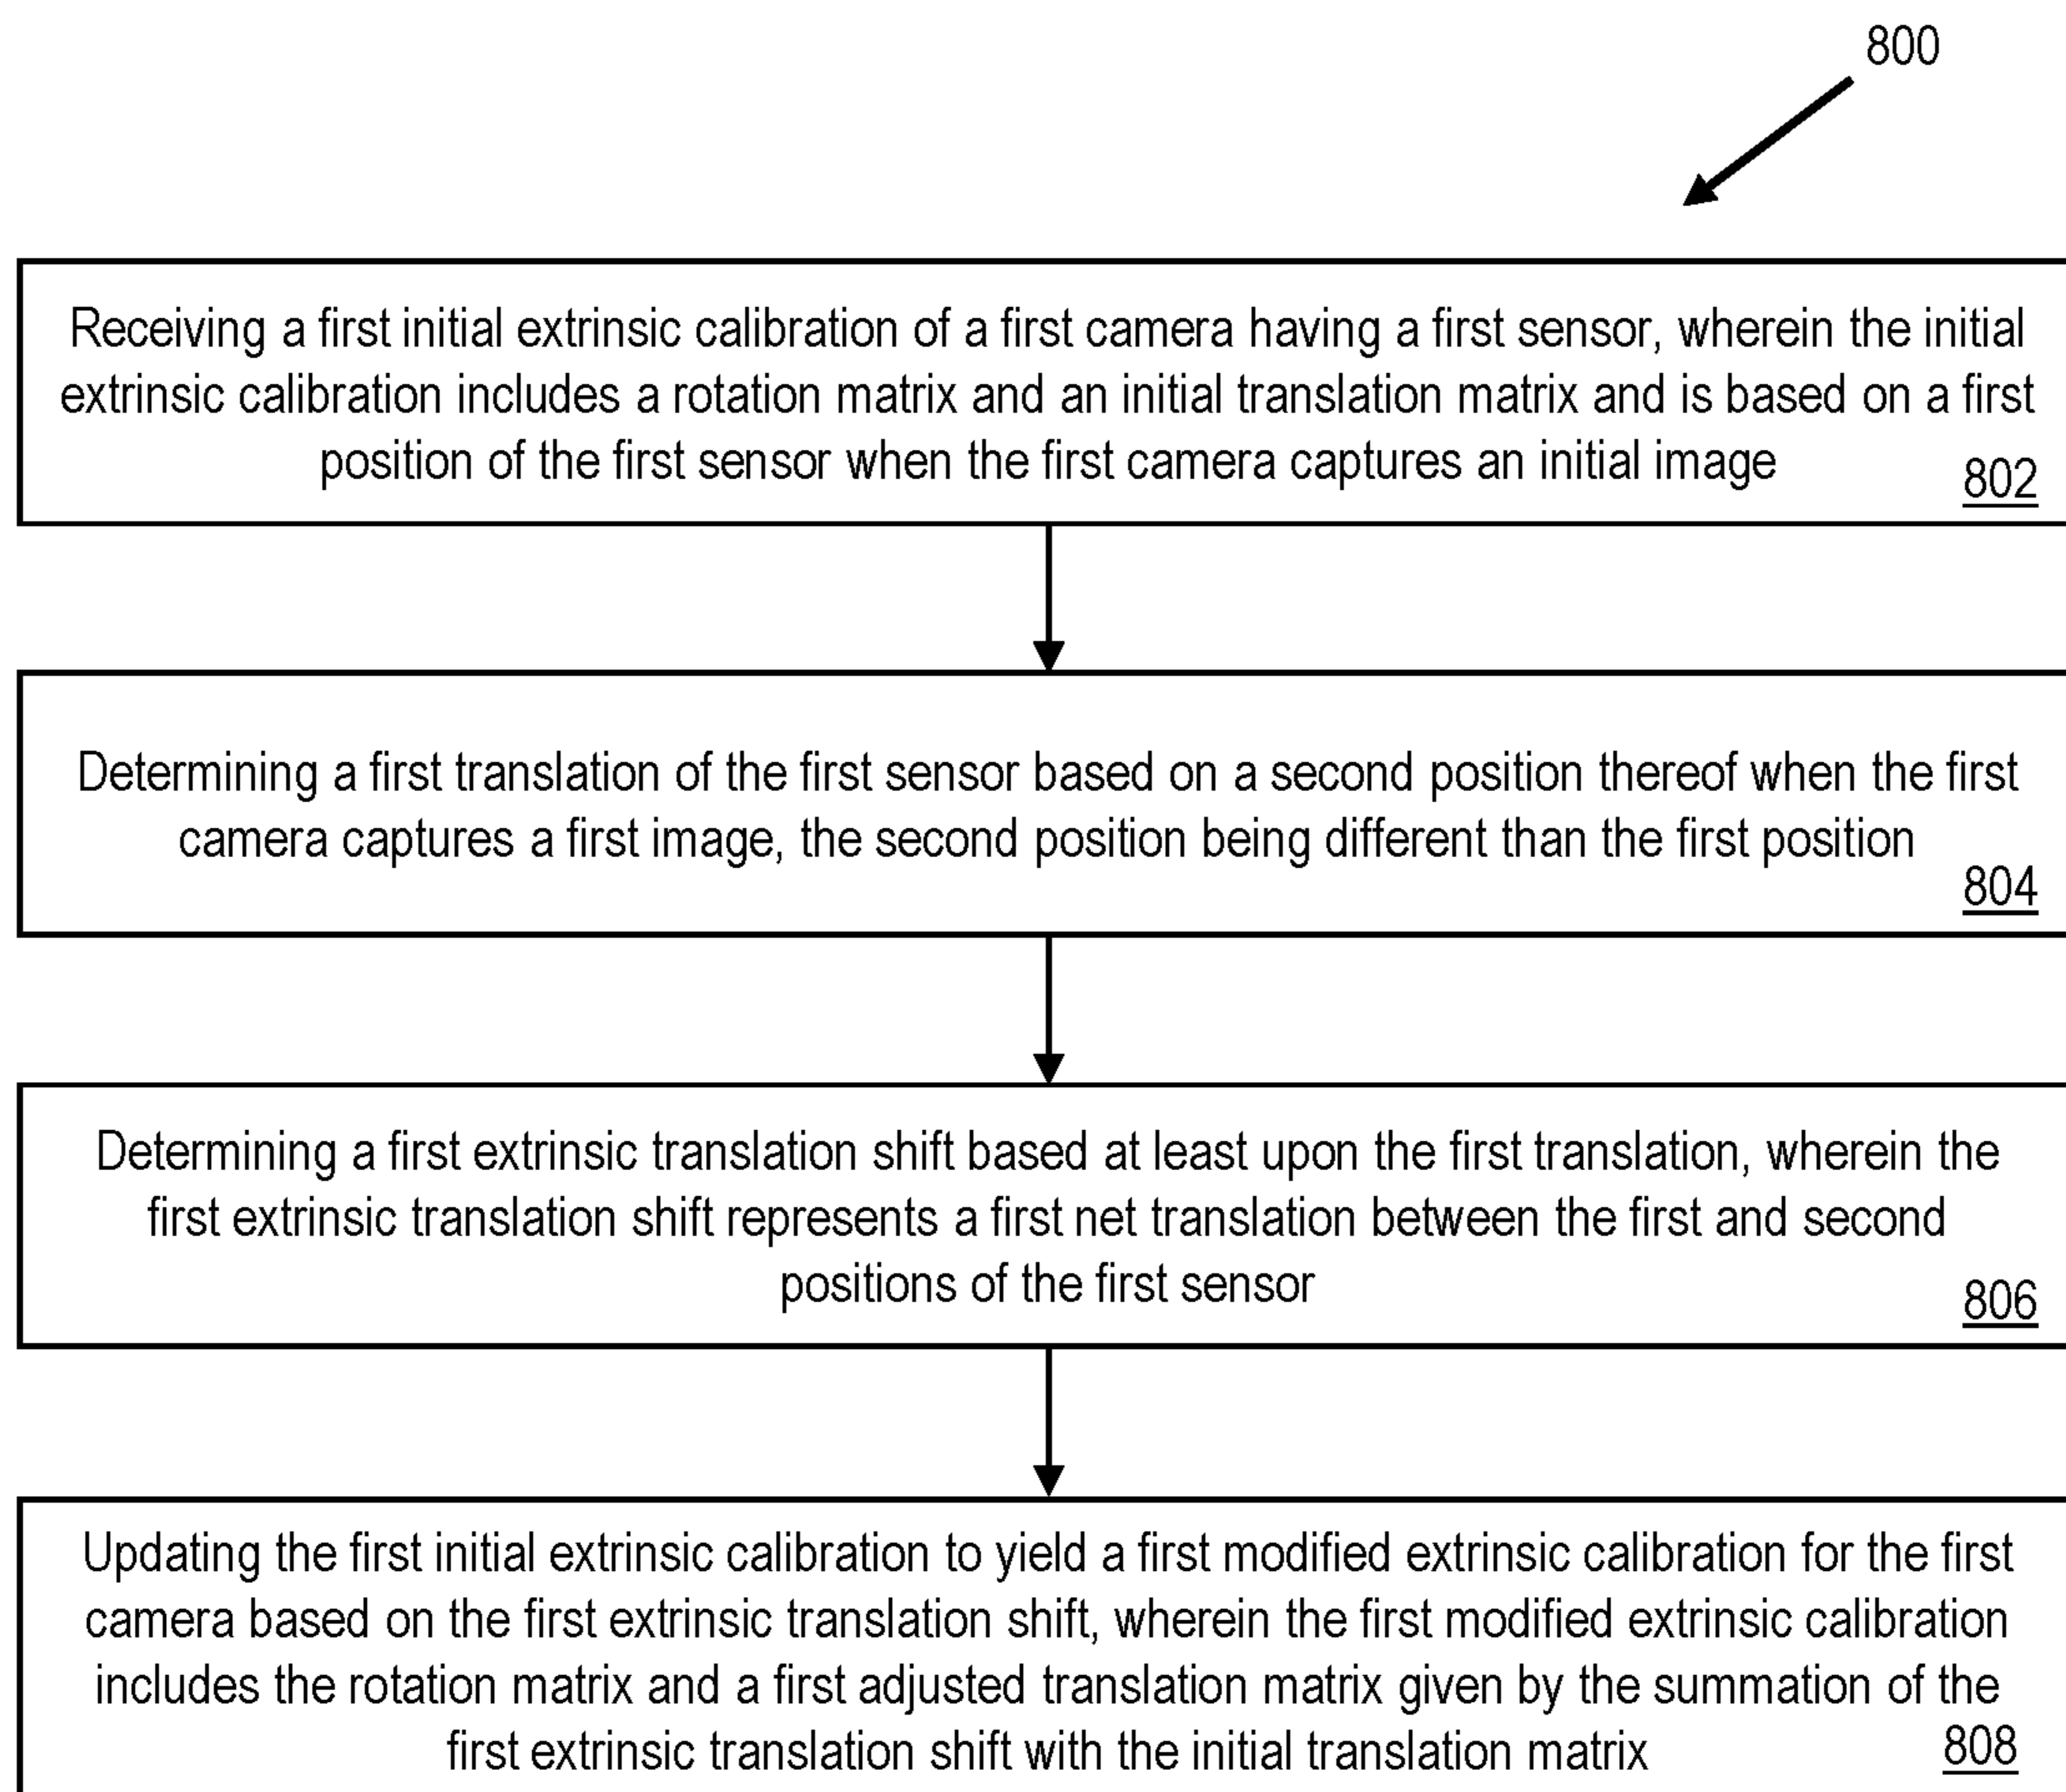 800
Receiving a first initial extrinsic calibration of a first camera having a first sensor, wherein the initial
extrinsic calibration includes a rotation matrix and an initial translation matrix and is based on a first
position of the first sensor when the first camera captures an initial image
802
Determining a first translation of the first sensor based on a second position thereof when the first
camera captures a first image, the second position being different than the first position
804
Determining a first extrinsic translation shift based at least upon the first translation, wherein the
first extrinsic translation shift represents a first net translation between the first and second
positions of the first sensor
806
Updating the first initial extrinsic calibration to yield a first modified extrinsic calibration for the first
camera based on the first extrinsic translation shift, wherein the first modified extrinsic calibration
includes the rotation matrix and a first adjusted translation matrix given by the summation of the
first extrinsic translation shift with the initial translation matrix
808